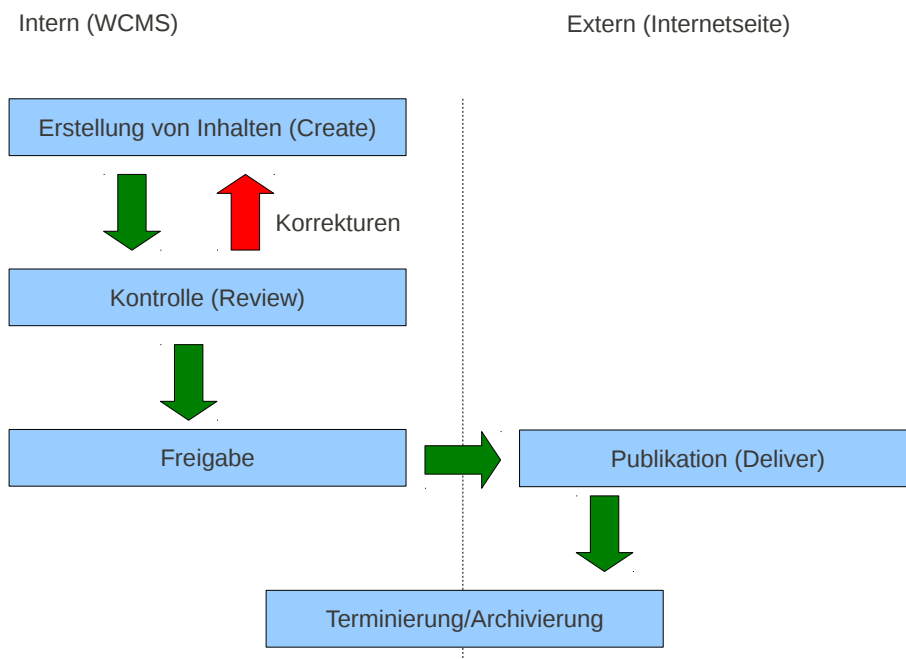 Intern (WCMS)
Extern (Internetseite)
Erstellung von Inhalten (Create)
Korrekturen
Kontrolle (Review)
Freigabe
Publikation (Deliver)
Terminierung/Archivierung